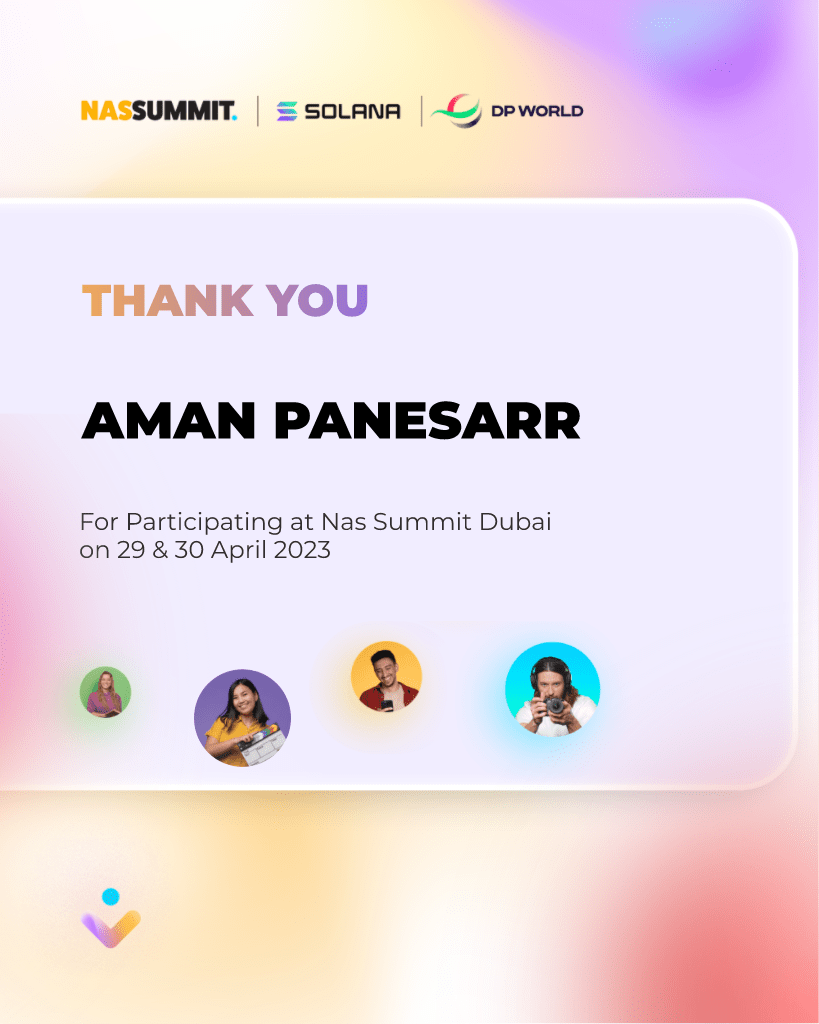 NASSUMMIT. SOLANA DP WORLD
THANK YOU
AMAN PANESARR
For Participating at Nas Summit Dubai
on 29 & 30 April 2023